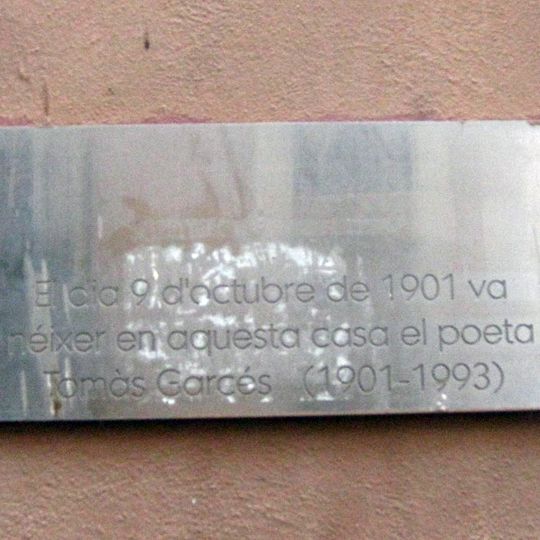 El dia 9 d'octubre de 1901 va
néixer en aquesta casa el poeta
Tomàs Garcés (1901-1993)